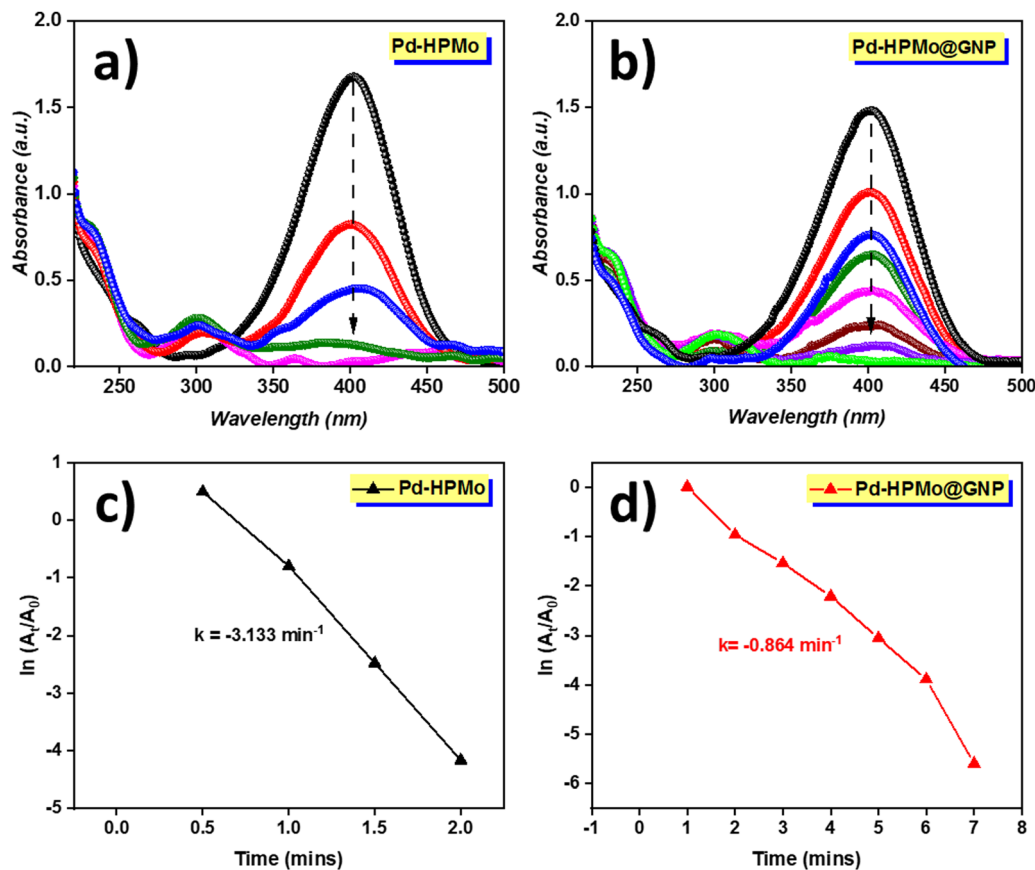 a)
Pd-HPMo
2.0
1.5
1.0
0.5
0.0
Absorbance (a.u.)
250 300 350 400 450 500
Wavelength (nm)
b)
Pd-HPMo@GNP
2.0
1.5
1.0
0.5
0.0
Absorbance (a.u.)
250 300 350 400 450 500
Wavelength (nm)
c)
Pd-HPMo
1
0
-1
-2
-3
-4
-5
ln (Aₜ/A₀)
k = -3.133 min⁻¹
0.0 0.5 1.0 1.5 2.0
Time (mins)
d)
Pd-HPMo@GNP
0
-1
-2
-3
-4
-5
-6
ln (Aₜ/A₀)
k= -0.864 min⁻¹
-1 0 1 2 3 4 5 6 7 8
Time (mins)